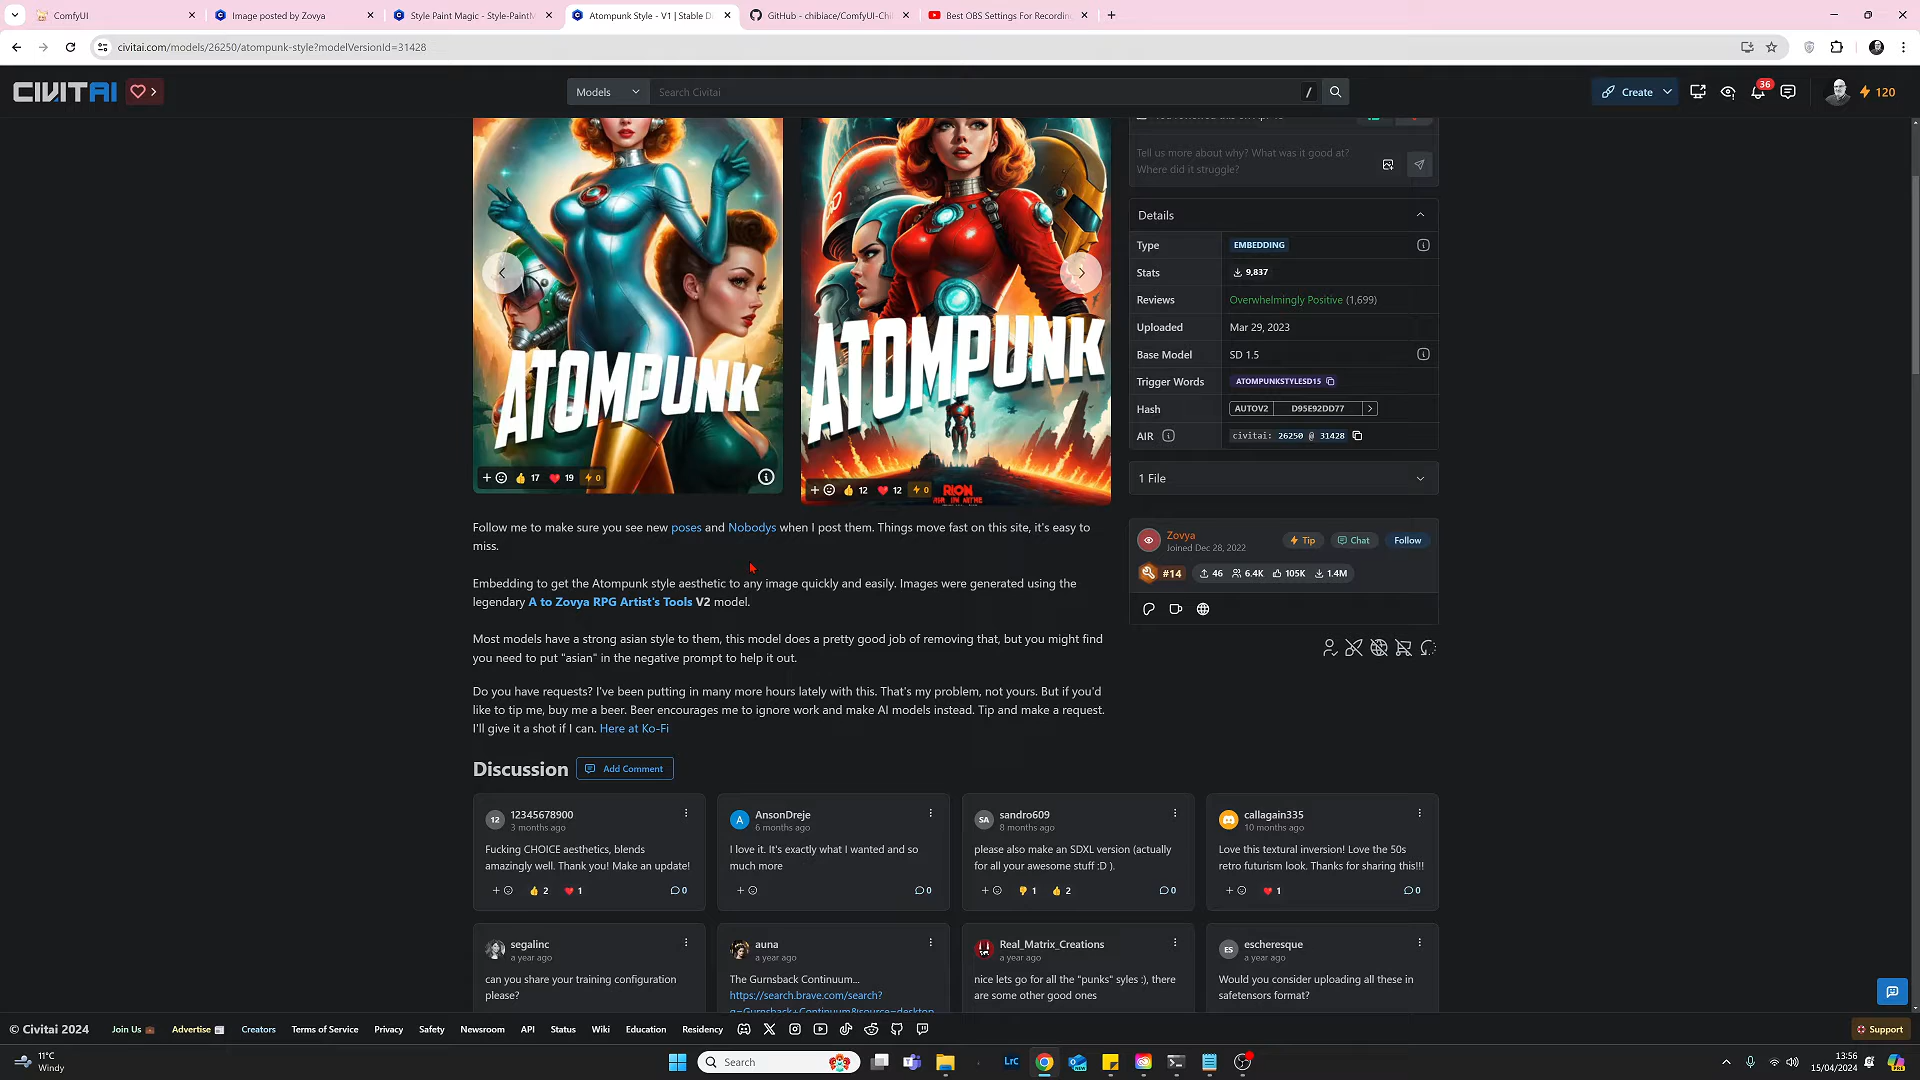 ComfyUI
Image posted by Zovya
Style Paint Magic - Style-PaintM
Atompunk Style - V1 | Stable D
GitHub - chibiace/ComfyUI-Chi
Best OBS Settings For Recording
civitai.com/models/26250/atompunk-style?modelVersionId=31428
CIVITAI
Models
Search Civitai
/
Create
36
120
Tell us more about why? What was it good at?
Where did it struggle?
ATOMPUNK
17 19 0
ATOMPUNK
12 12 0
Details
Type EMBEDDING
Stats 9,837
Reviews Overwhelmingly Positive (1,699)
Uploaded Mar 29, 2023
Base Model SD 1.5
Trigger Words ATOMPUNKSTYLESD15
Hash AUTOV2 D95E92DD77
AIR civitai: 26250 @ 31428
1 File
Zovya
Joined Dec 28, 2022
Tip Chat Follow
#14 46 6.4K 105K 1.4M
Follow me to make sure you see new poses and Nobodys when I post them. Things move fast on this site, it's easy to
miss.
Embedding to get the Atompunk style aesthetic to any image quickly and easily. Images were generated using the
legendary A to Zovya RPG Artist's Tools V2 model.
Most models have a strong asian style to them, this model does a pretty good job of removing that, but you might find
you need to put "asian" in the negative prompt to help it out.
Do you have requests? I've been putting in many more hours lately with this. That's my problem, not yours. But if you'd
like to tip me, buy me a beer. Beer encourages me to ignore work and make AI models instead. Tip and make a request.
I'll give it a shot if I can. Here at Ko-Fi
Discussion Add Comment
12 12345678900
3 months ago
Fucking CHOICE aesthetics, blends
amazingly well. Thank you! Make an update!
2 1 0
A AnsonDreje
6 months ago
I love it. It's exactly what I wanted and so
much more
0
SA sandro609
8 months ago
please also make an SDXL version (actually
for all your awesome stuff :D ).
1 2 0
callagain335
10 months ago
Love this textural inversion! Love the 50s
retro futurism look. Thanks for sharing this!!!
1 0
segalinc
a year ago
can you share your training configuration
please?
auna
a year ago
The Gurnsback Continuum...
https://search.brave.com/search?
q=Gurnsback+Continuum&source=desktop
Real_Matrix_Creations
a year ago
nice lets go for all the "punks" syles :), there
are some other good ones
ES escheresque
a year ago
Would you consider uploading all these in
safetensors format?
© Civitai 2024 Join Us Advertise Creators Terms of Service Privacy Safety Newsroom API Status Wiki Education Residency Support
11°C
Windy
Search
LrC
13:56
15/04/2024